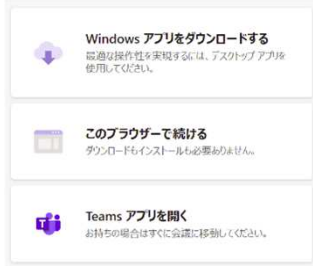 Windows アプリをダウンロードする
最適な操作性を実現するには、デスクトップ アプリを
使用してください。
このブラウザーで続ける
ダウンロードもインストールも必要ありません。
Teams アプリを開く
お持ちの場合はすぐに会議に移動してください。